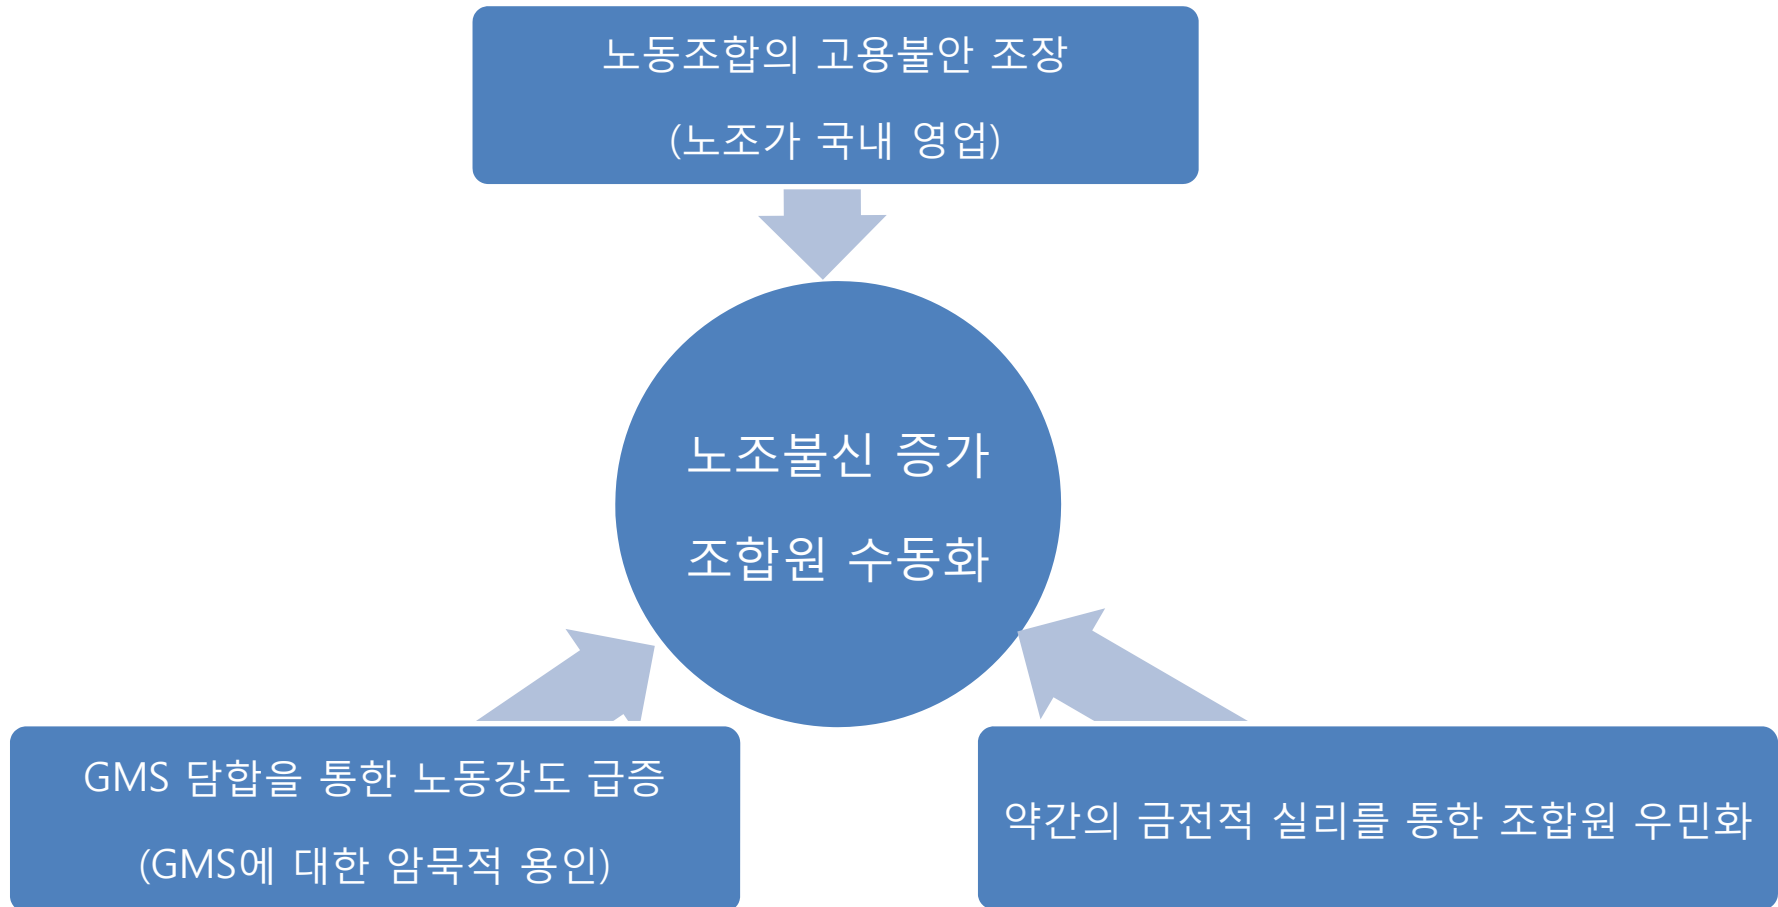 노동조합의 고용불안 조장
(노조가 국내 영업)
노조불신 증가
조합원 수동화
GMS 담합을 통한 노동강도 급증
(GMS에 대한 암묵적 용인)
약간의 금전적 실리를 통한 조합원 우민화